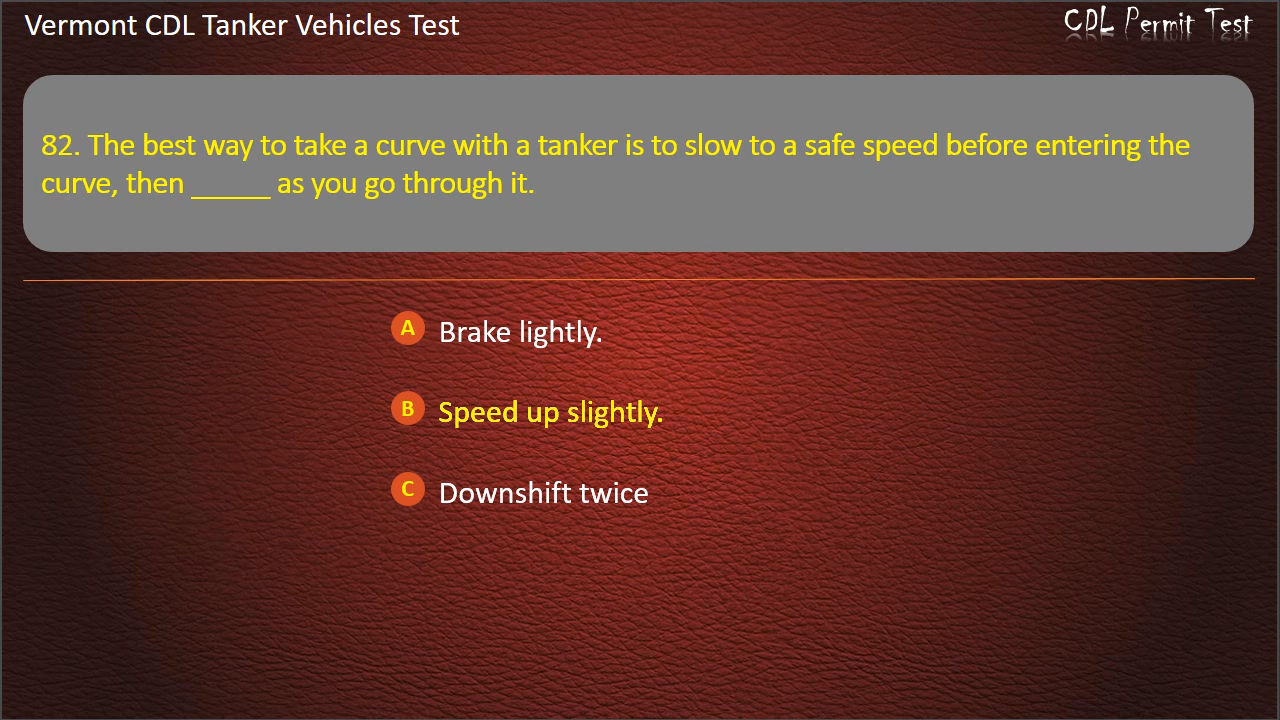 Vermont CDL Tanker Vehicles Test
CDL Permit Test
82. The best way to take a curve with a tanker is to slow to a safe speed before entering the
curve, then _____ as you go through it.
A Brake lightly.
B Speed up slightly.
C Downshift twice